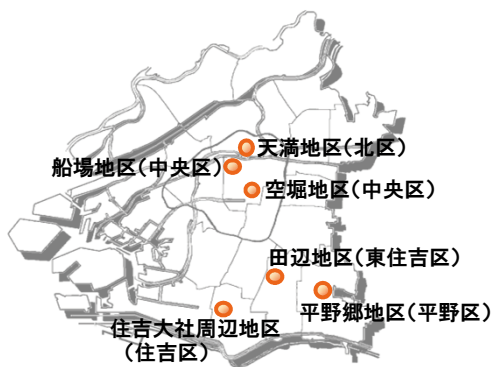 天満地区(北区)
船場地区(中央区)
空堀地区(中央区)
田辺地区(東住吉区)
平野郷地区(平野区)
住吉大社周辺地区
(住吉区)